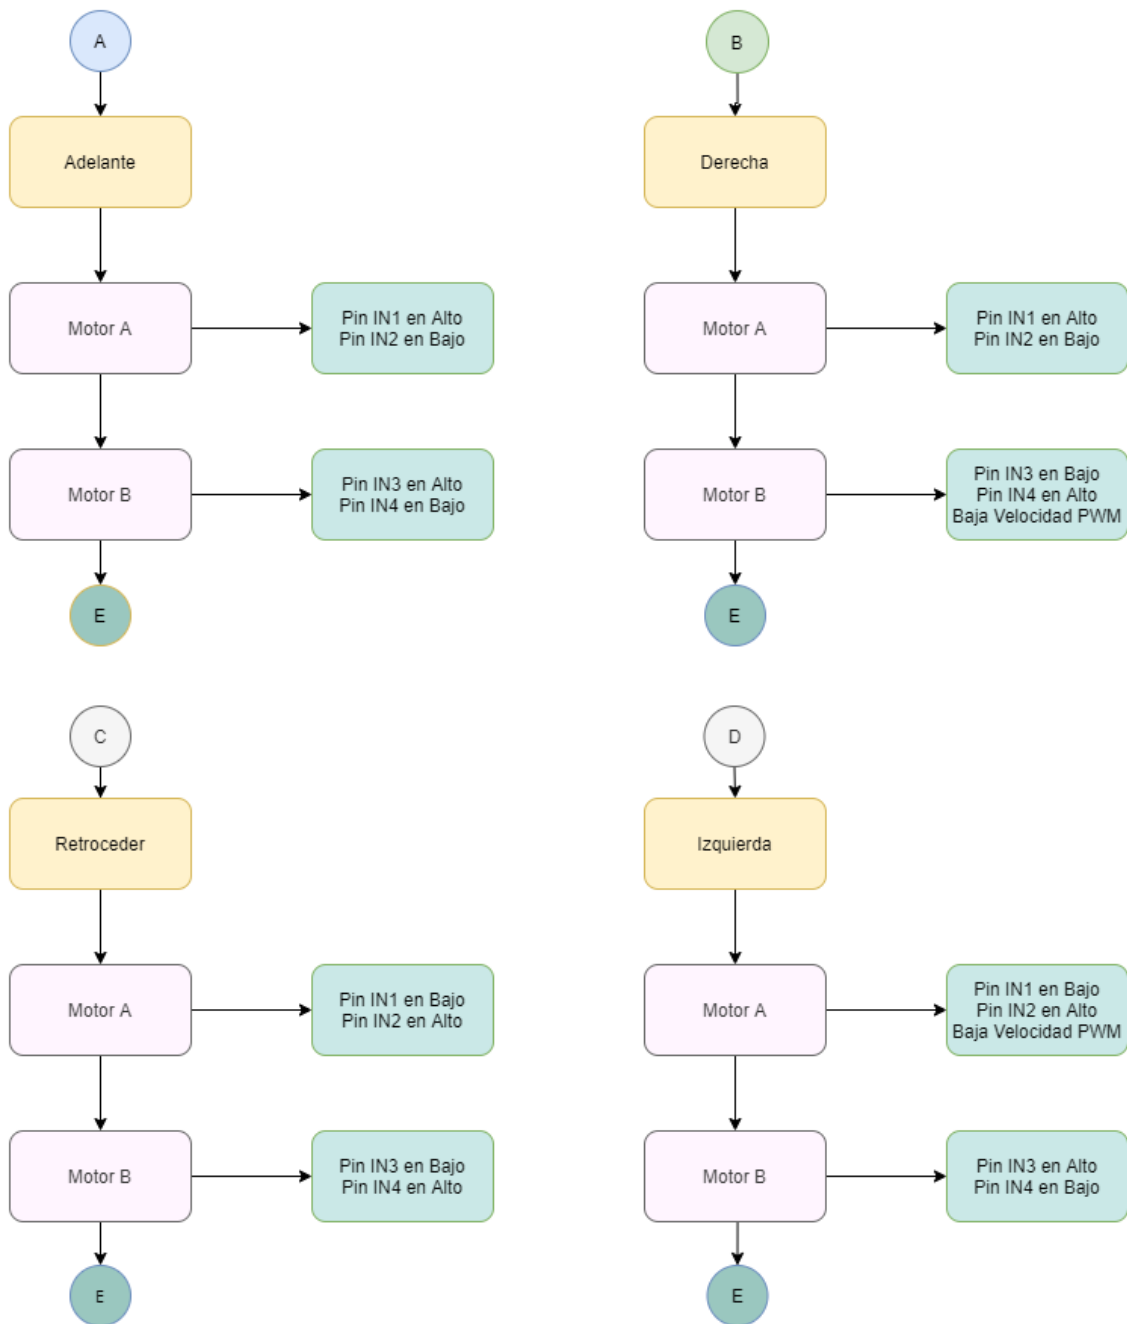 A
Adelante
Motor A
Pin IN1 en Alto
Pin IN2 en Bajo
Motor B
Pin IN3 en Alto
Pin IN4 en Bajo
E
B
Derecha
Motor A
Pin IN1 en Alto
Pin IN2 en Bajo
Motor B
Pin IN3 en Bajo
Pin IN4 en Alto
Baja Velocidad PWM
E
C
Retroceder
Motor A
Pin IN1 en Bajo
Pin IN2 en Alto
Motor B
Pin IN3 en Bajo
Pin IN4 en Alto
E
D
Izquierda
Motor A
Pin IN1 en Bajo
Pin IN2 en Alto
Baja Velocidad PWM
Motor B
Pin IN3 en Alto
Pin IN4 en Bajo
E